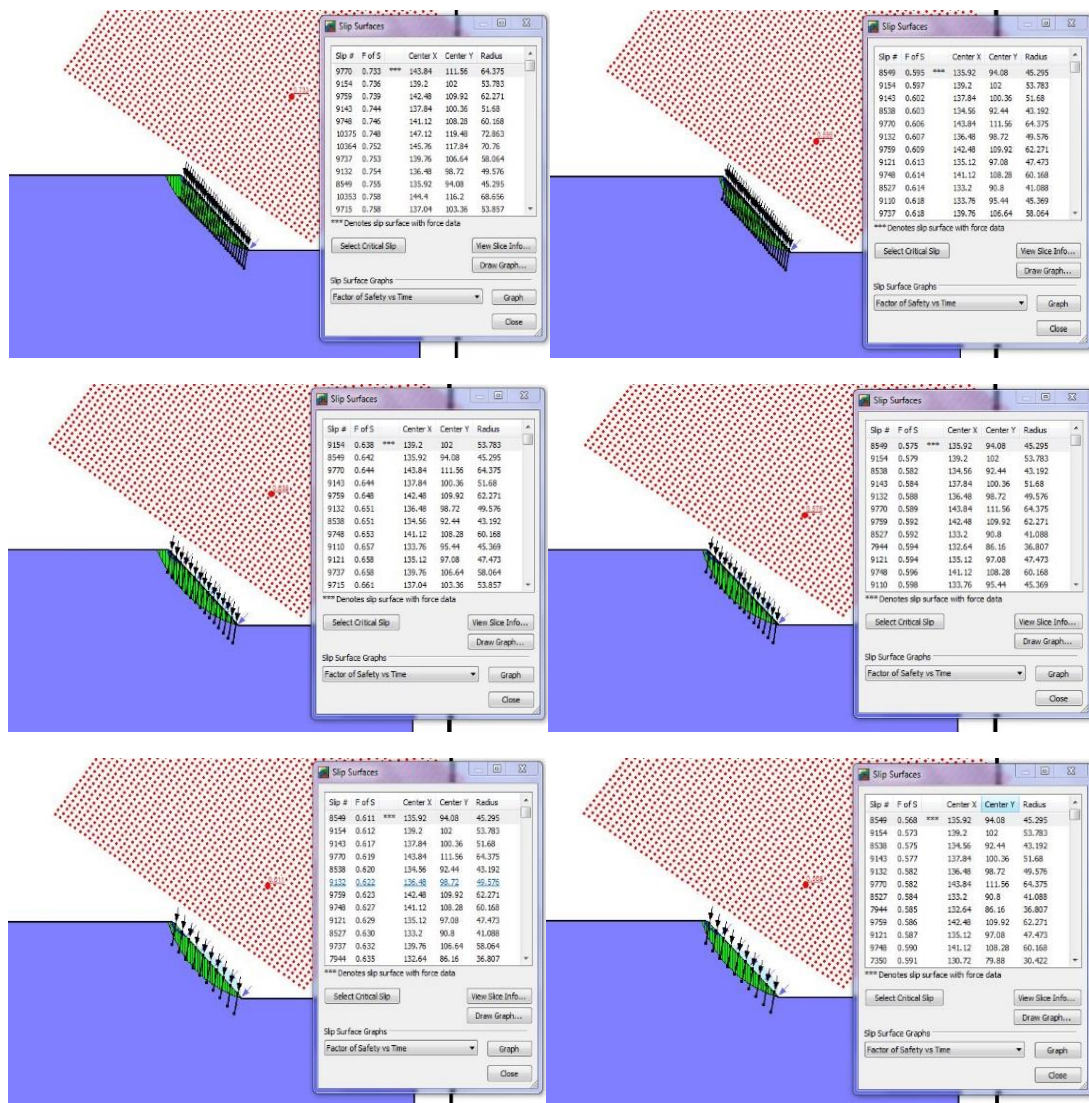 Slip Surfaces
Slip # F of S Center X Center Y Radius
9770 0.733 *** 143.84 111.56 64.375
9154 0.736 139.2 102 53.783
9759 0.739 142.48 109.92 62.271
9143 0.744 137.84 100.36 51.68
9748 0.746 141.12 108.28 60.168
10375 0.748 147.12 119.48 72.863
10364 0.752 145.76 117.84 70.76
9737 0.753 139.76 106.64 58.064
9132 0.754 136.48 98.72 49.576
8549 0.755 135.92 94.08 45.295
10353 0.758 144.4 116.2 68.656
9715 0.758 137.04 103.36 53.857
*** Denotes slip surface with force data
Select Critical Slip View Slice Info...
Draw Graph...
Slip Surface Graphs
Factor of Safety vs Time Graph
Close
Slip Surfaces
Slip # F of S Center X Center Y Radius
8549 0.595 *** 135.92 94.08 45.295
9154 0.597 139.2 102 53.783
9143 0.602 137.84 100.36 51.68
8538 0.603 134.56 92.44 43.192
9770 0.606 143.84 111.56 64.375
9132 0.607 136.48 98.72 49.576
9759 0.609 142.48 109.92 62.271
9121 0.613 135.12 97.08 47.473
9748 0.614 141.12 108.28 60.168
8527 0.614 133.2 90.8 41.088
9110 0.618 133.76 95.44 45.369
9737 0.618 139.76 106.64 58.064
*** Denotes slip surface with force data
Select Critical Slip View Slice Info...
Draw Graph...
Slip Surface Graphs
Factor of Safety vs Time Graph
Close
Slip Surfaces
Slip # F of S Center X Center Y Radius
9154 0.638 *** 139.2 102 53.783
8549 0.642 135.92 94.08 45.295
9770 0.644 143.84 111.56 64.375
9143 0.644 137.84 100.36 51.68
9759 0.648 142.48 109.92 62.271
9132 0.651 136.48 98.72 49.576
8538 0.651 134.56 92.44 43.192
9748 0.653 141.12 108.28 60.168
9110 0.657 133.76 95.44 45.369
9121 0.658 135.12 97.08 47.473
9737 0.658 139.76 106.64 58.064
9715 0.661 137.04 103.36 53.857
*** Denotes slip surface with force data
Select Critical Slip View Slice Info...
Draw Graph...
Slip Surface Graphs
Factor of Safety vs Time Graph
Close
Slip Surfaces
Slip # F of S Center X Center Y Radius
8549 0.575 *** 135.92 94.08 45.295
9154 0.579 139.2 102 53.783
8538 0.582 134.56 92.44 43.192
9143 0.584 137.84 100.36 51.68
9132 0.588 136.48 98.72 49.576
9770 0.589 143.84 111.56 64.375
9759 0.592 142.48 109.92 62.271
8527 0.592 133.2 90.8 41.088
7944 0.594 132.64 86.16 36.807
9121 0.594 135.12 97.08 47.473
9748 0.596 141.12 108.28 60.168
9110 0.598 133.76 95.44 45.369
*** Denotes slip surface with force data
Select Critical Slip View Slice Info...
Draw Graph...
Slip Surface Graphs
Factor of Safety vs Time Graph
Close
Slip Surfaces
Slip # F of S Center X Center Y Radius
8549 0.611 *** 135.92 94.08 45.295
9154 0.612 139.2 102 53.783
9143 0.617 137.84 100.36 51.68
9770 0.619 143.84 111.56 64.375
8538 0.620 134.56 92.44 43.192
9132 0.622 136.48 98.72 49.576
9759 0.623 142.48 109.92 62.271
9748 0.627 141.12 108.28 60.168
9121 0.629 135.12 97.08 47.473
8527 0.630 133.2 90.8 41.088
9737 0.632 139.76 106.64 58.064
7944 0.635 132.64 86.16 36.807
*** Denotes slip surface with force data
Select Critical Slip View Slice Info...
Draw Graph...
Slip Surface Graphs
Factor of Safety vs Time Graph
Close
Slip Surfaces
Slip # F of S Center X Center Y Radius
8549 0.568 *** 135.92 94.08 45.295
9154 0.573 139.2 102 53.783
8538 0.575 134.56 92.44 43.192
9143 0.577 137.84 100.36 51.68
9132 0.582 136.48 98.72 49.576
9770 0.582 143.84 111.56 64.375
8527 0.584 133.2 90.8 41.088
7944 0.585 132.64 86.16 36.807
9759 0.586 142.48 109.92 62.271
9121 0.587 135.12 97.08 47.473
9748 0.590 141.12 108.28 60.168
7350 0.591 130.72 79.88 30.422
*** Denotes slip surface with force data
Select Critical Slip View Slice Info...
Draw Graph...
Slip Surface Graphs
Factor of Safety vs Time Graph
Close